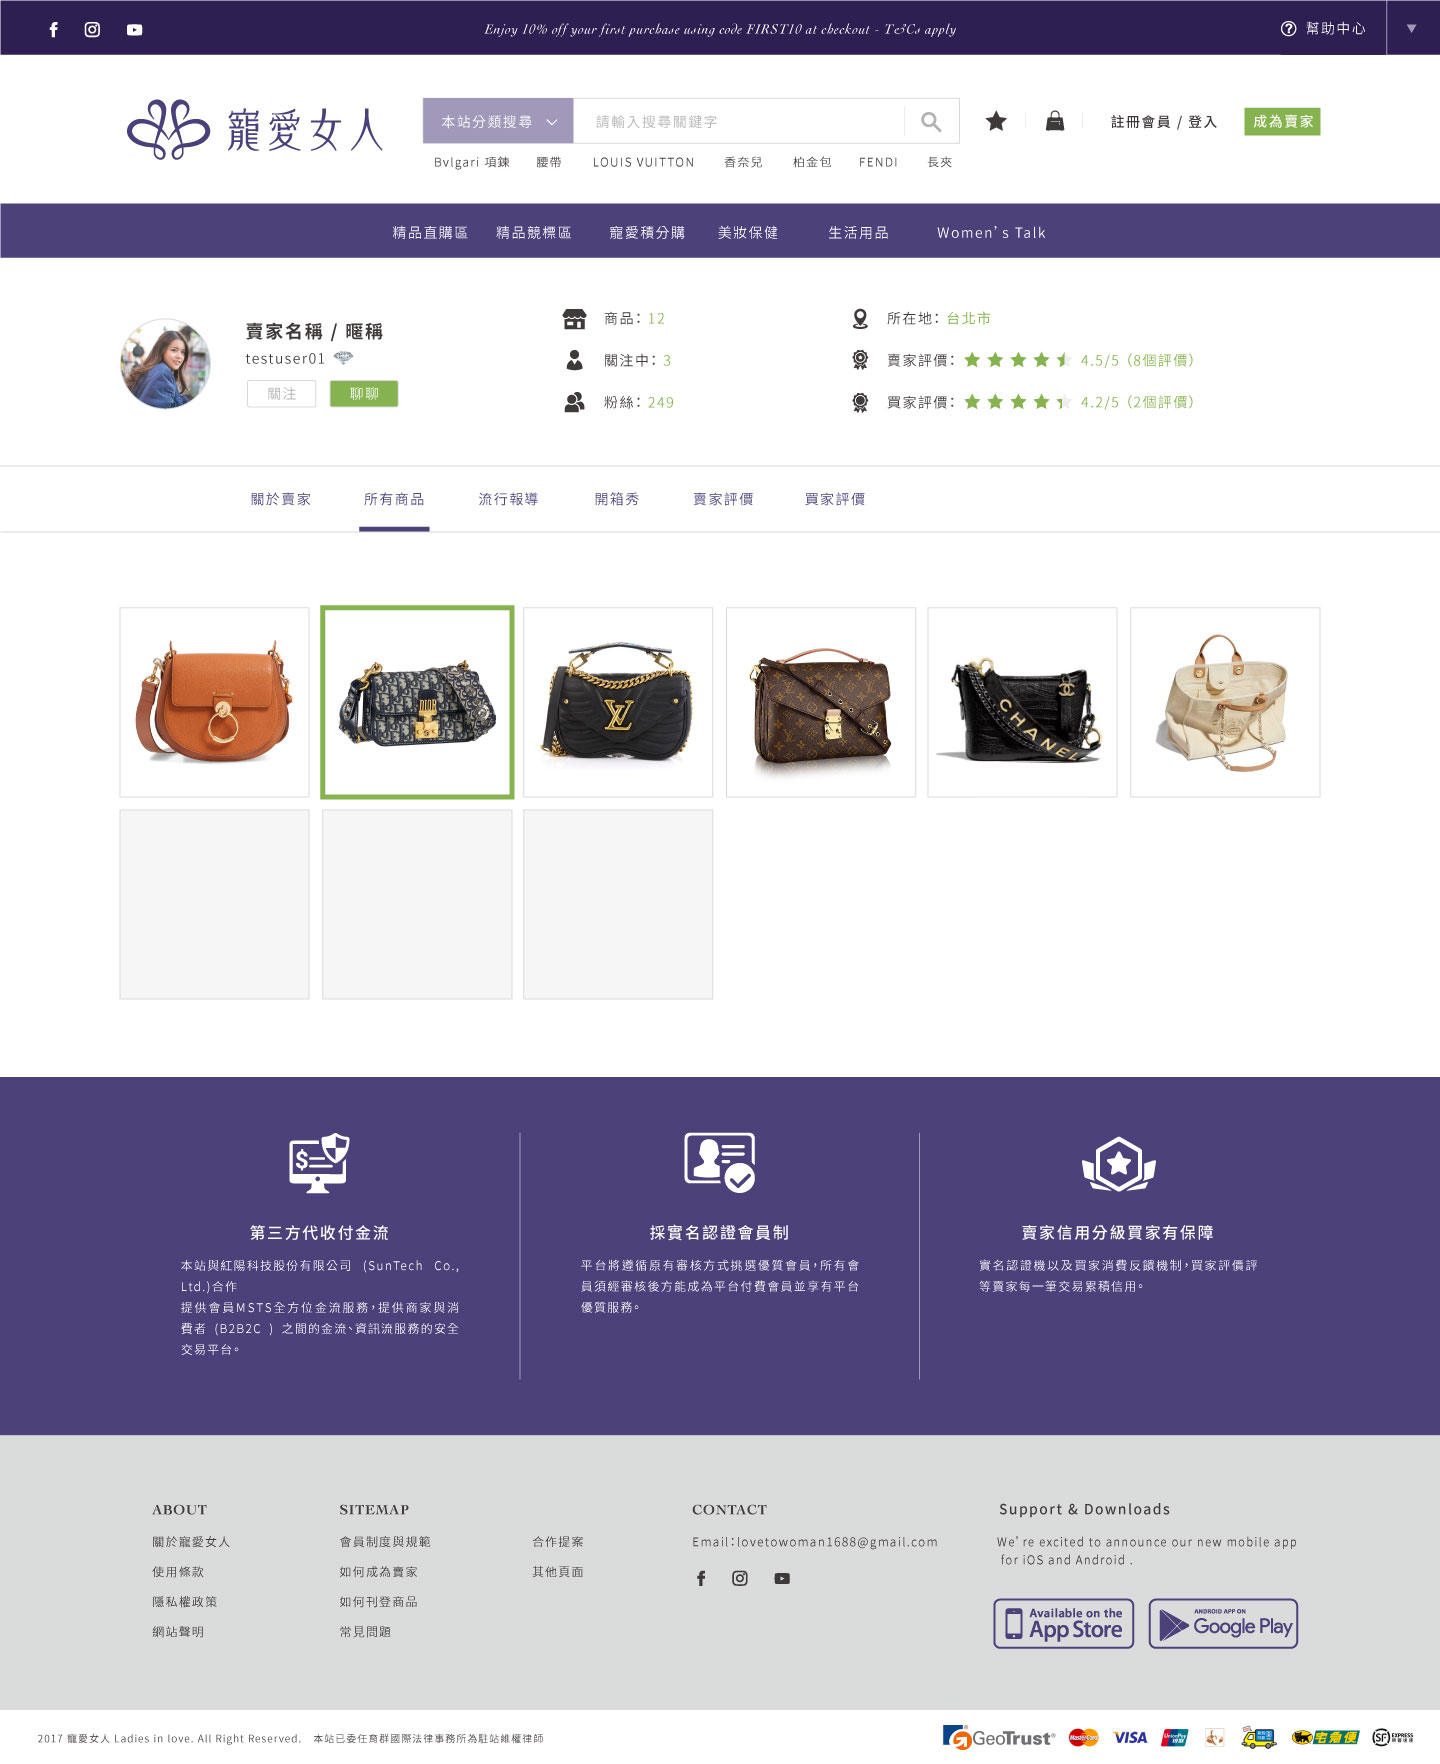 Enjoy 10% off your first purchase using code FIRST10 at checkout - T&Cs apply
幫助中心
寵愛女人
本站分類搜尋
請輸入搜尋關鍵字
註冊會員 / 登入
成為賣家
Bvlgari 項鍊 腰帶 LOUIS VUITTON 香奈兒 柏金包 FENDI 長夾
精品直購區 精品競標區 寵愛積分購 美妝保健 生活用品 Women's Talk
賣家名稱 / 暱稱
testuser01
關注 聊聊
商品：12
關注中：3
粉絲：249
所在地：台北市
賣家評價： 4.5/5（8個評價）
買家評價： 4.2/5（2個評價）
關於賣家 所有商品 流行報導 開箱秀 賣家評價 買家評價
DIOR
CHANEL
第三方代收付金流
本站與紅陽科技股份有限公司 (SunTech Co.,
Ltd.)合作
提供會員MSTS全方位金流服務，提供商家與消
費者 (B2B2C ) 之間的金流、資訊流服務的安全
交易平台。
採實名認證會員制
平台將遵循原有審核方式挑選優質會員，所有會
員須經審核後方能成為平台付費會員並享有平台
優質服務。
賣家信用分級買家有保障
實名認證機以及買家消費反饋機制，買家評價評
等賣家每一筆交易累積信用。
ABOUT
關於寵愛女人
使用條款
隱私權政策
網站聲明
SITEMAP
會員制度與規範
如何成為賣家
如何刊登商品
常見問題
合作提案
其他頁面
CONTACT
Email：lovetowoman1688@gmail.com
Support & Downloads
We're excited to announce our new mobile app
for iOS and Android .
Available on the
App Store
ANDROID APP ON
Google Play
2017 寵愛女人 Ladies in love. All Right Reserved. 本站已委任育群國際法律事務所為駐站維權律師
GeoTrust
MasterCard
VISA
UnionPay
銀聯
宅急便
SF EXPRESS